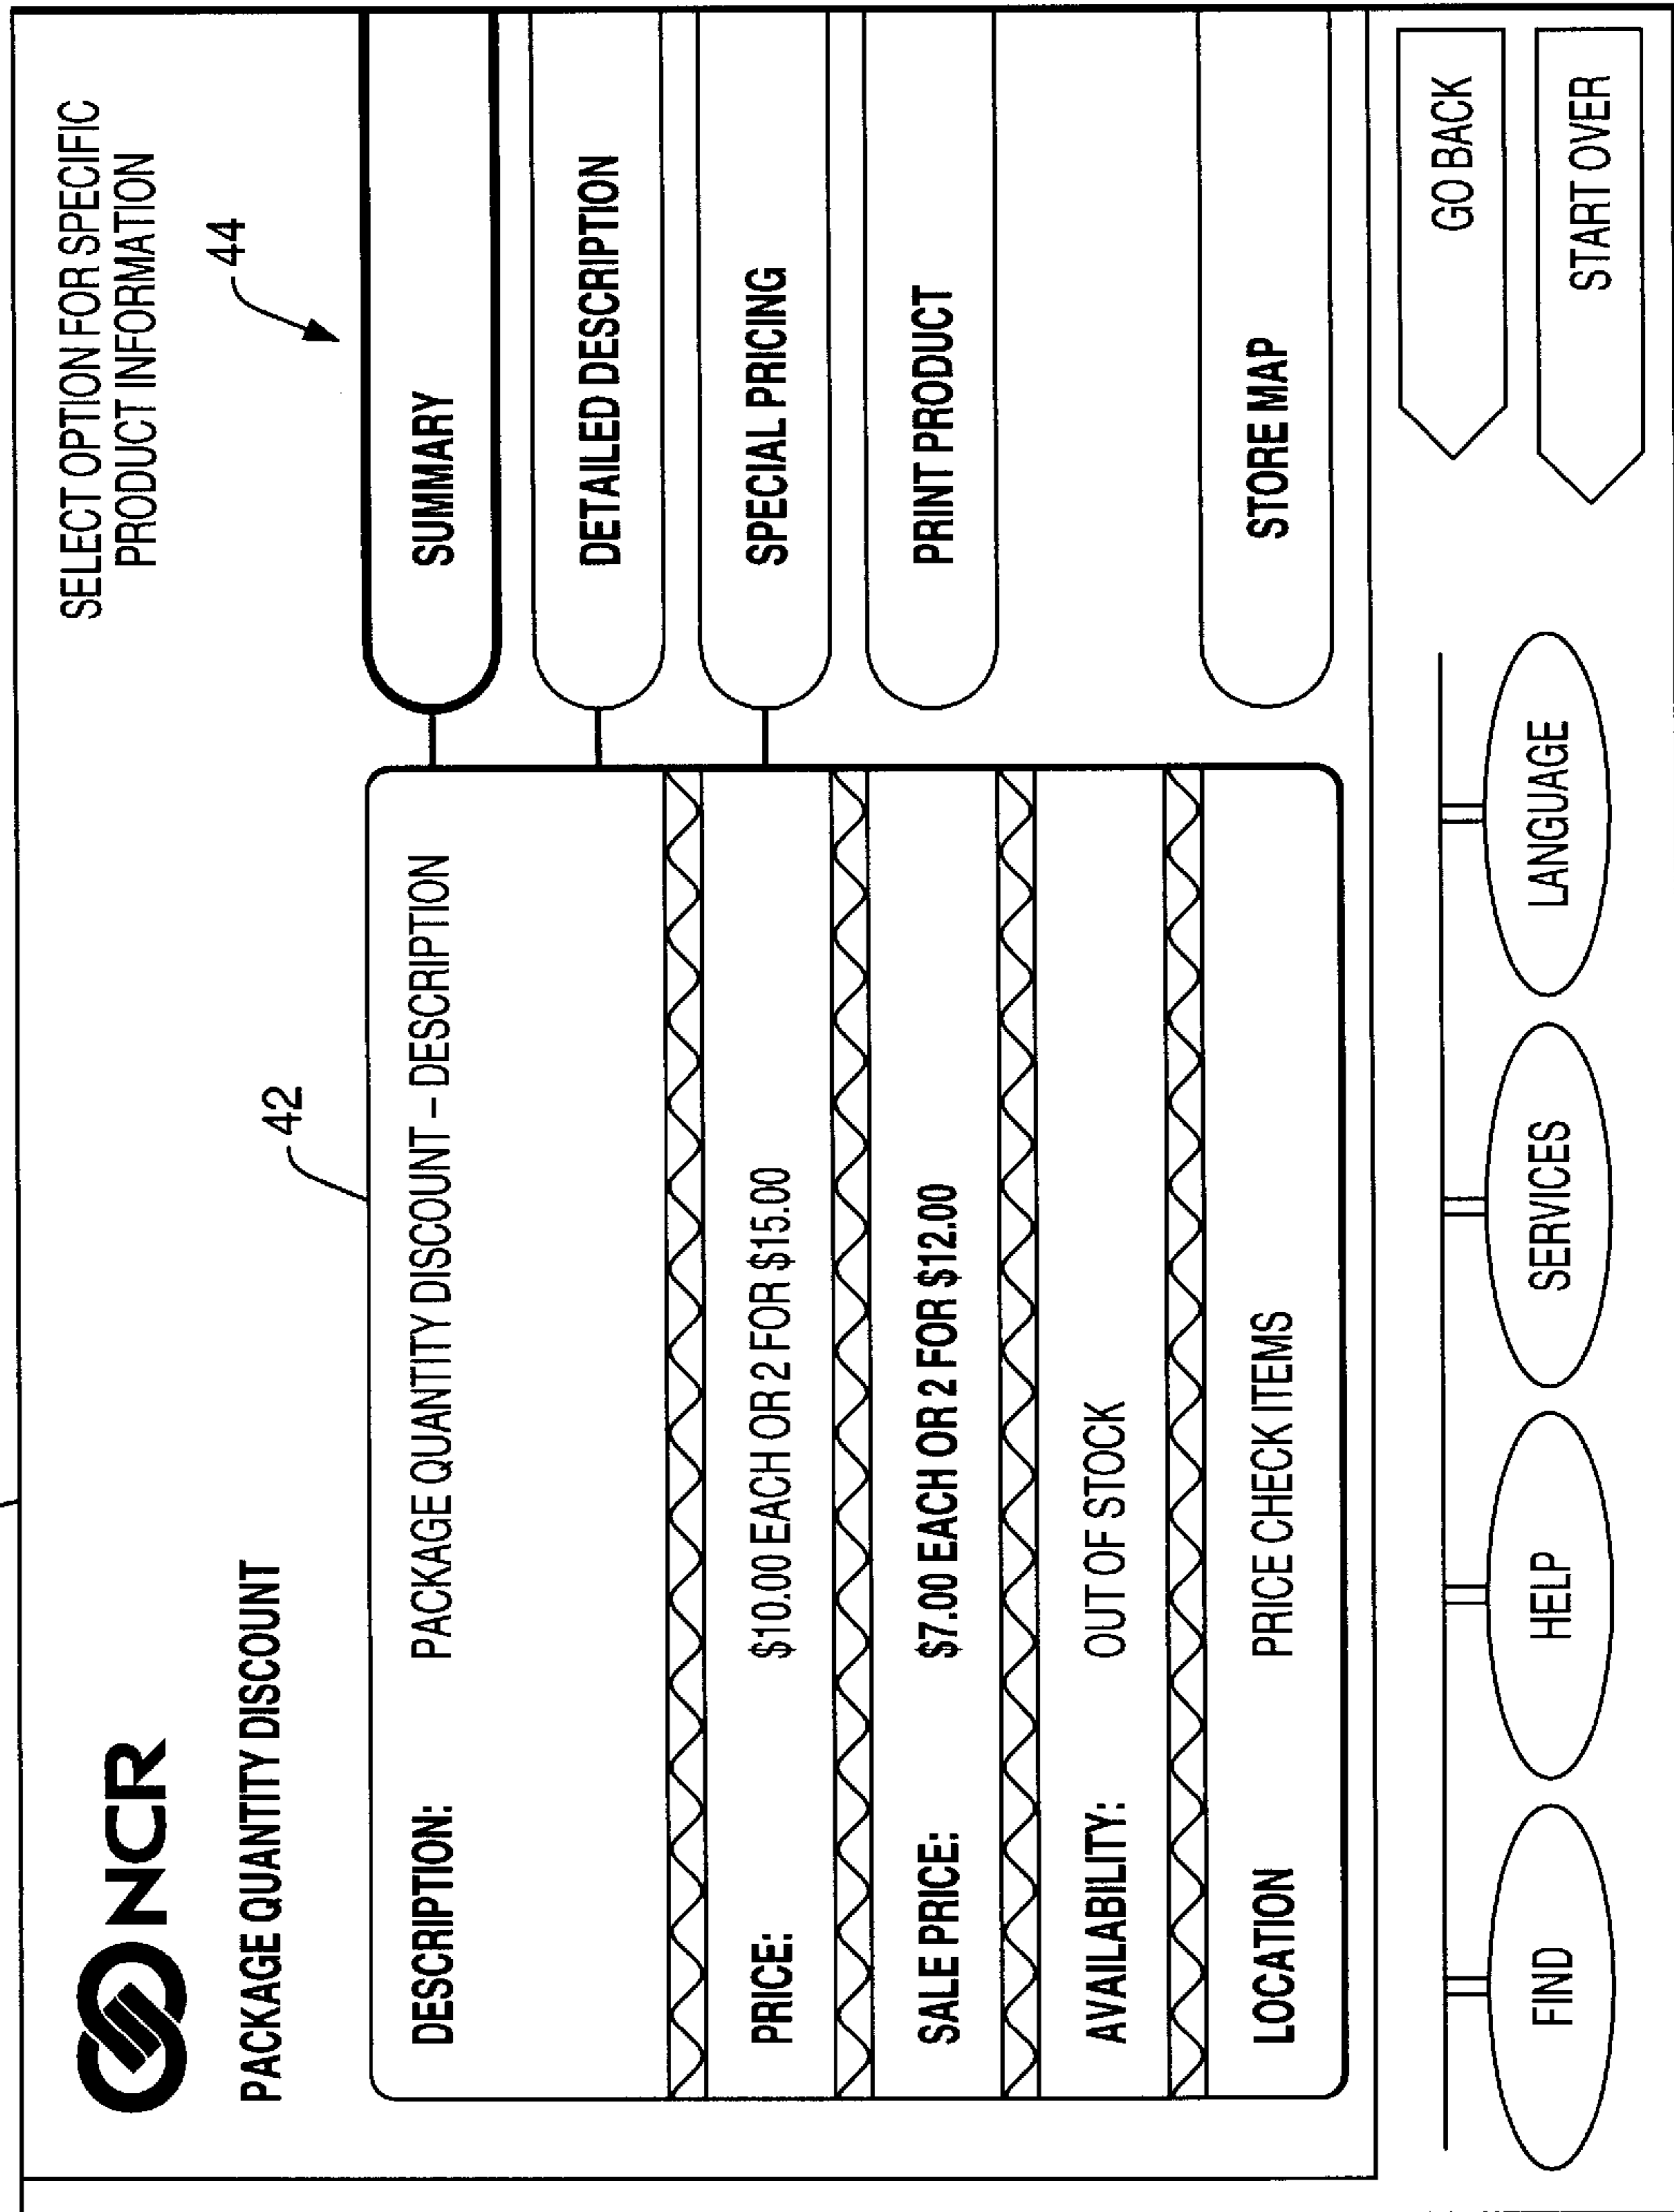 NCR
SELECT OPTION FOR SPECIFIC
PRODUCT INFORMATION
PACKAGE QUANTITY DISCOUNT
42
44
DESCRIPTION: PACKAGE QUANTITY DISCOUNT – DESCRIPTION
PRICE: $10.00 EACH OR 2 FOR $15.00
SALE PRICE: $7.00 EACH OR 2 FOR $12.00
AVAILABILITY: OUT OF STOCK
LOCATION PRICE CHECK ITEMS
SUMMARY
DETAILED DESCRIPTION
SPECIAL PRICING
PRINT PRODUCT
STORE MAP
FIND
HELP
SERVICES
LANGUAGE
GO BACK
START OVER